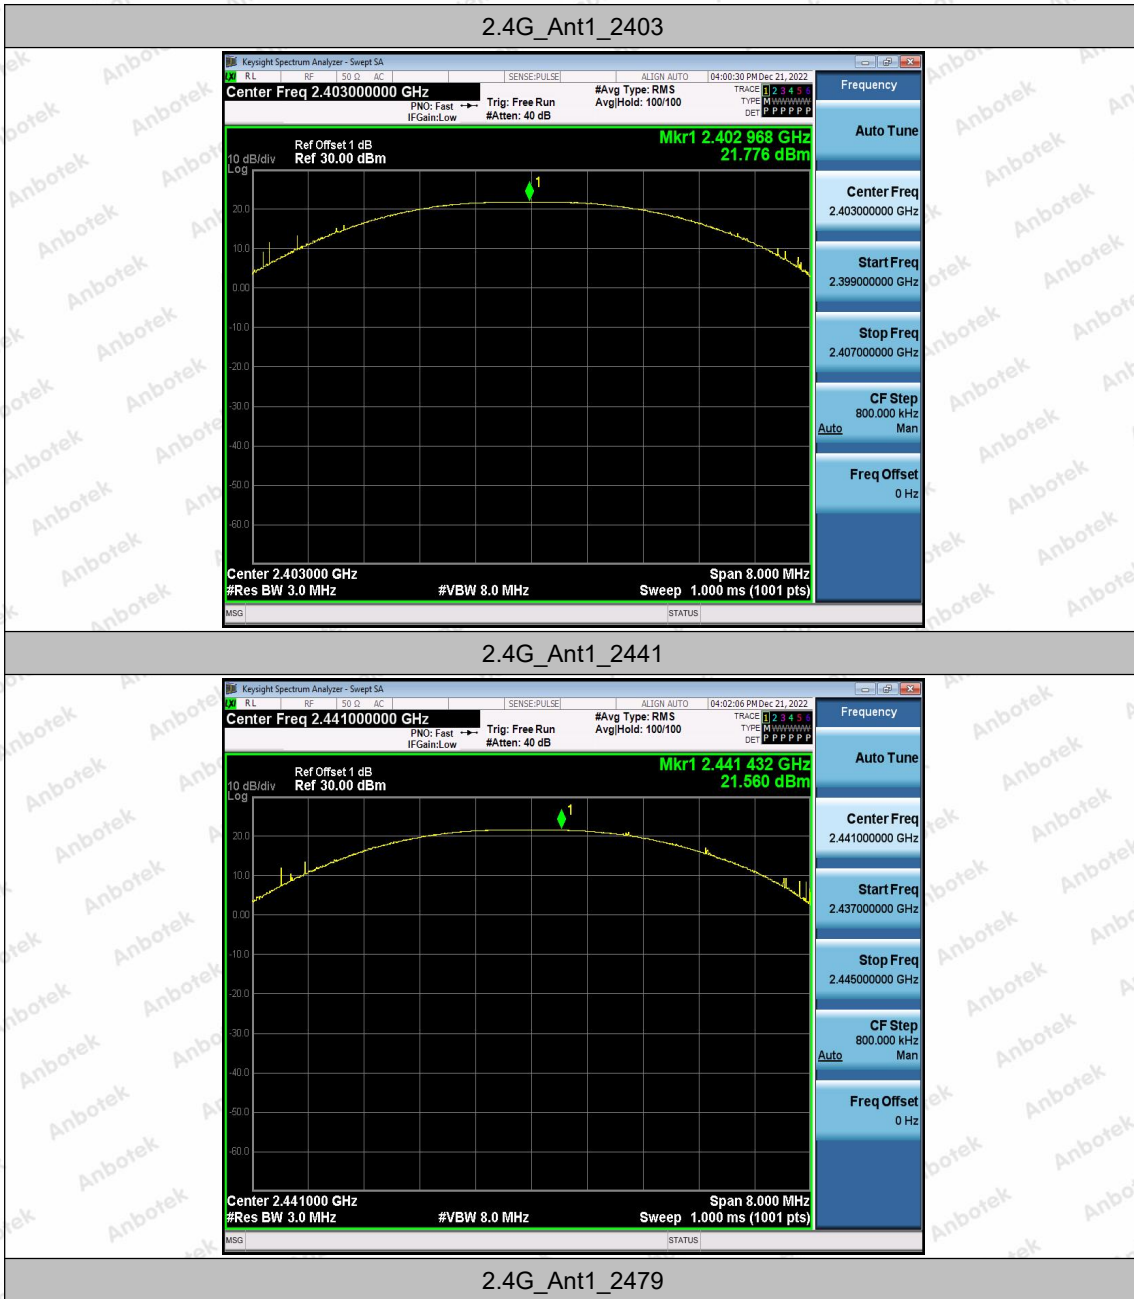 2.4G_Ant1_2403
Keysight Spectrum Analyzer - Swept SA
LXI RL RF 50 Ω AC SENSE:PULSE ALIGN AUTO 04:00:30 PM Dec 21, 2022
Center Freq 2.403000000 GHz
PNO: Fast
IFGain:Low
Trig: Free Run
#Atten: 40 dB
#Avg Type: RMS
Avg|Hold: 100/100
TRACE 1 2 3 4 5 6
TYPE M WWWWW
DET P P P P P P
Ref Offset 1 dB
10 dB/div Ref 30.00 dBm
Log
Mkr1 2.402 968 GHz
21.776 dBm
1
20.0
10.0
0.00
-10.0
-20.0
-30.0
-40.0
-50.0
-60.0
Center 2.403000 GHz Span 8.000 MHz
#Res BW 3.0 MHz #VBW 8.0 MHz Sweep 1.000 ms (1001 pts)
MSG STATUS
Frequency
Auto Tune
Center Freq
2.403000000 GHz
Start Freq
2.399000000 GHz
Stop Freq
2.407000000 GHz
CF Step
800.000 kHz
Auto Man
Freq Offset
0 Hz
2.4G_Ant1_2441
Keysight Spectrum Analyzer - Swept SA
LXI RL RF 50 Ω AC SENSE:PULSE ALIGN AUTO 04:02:06 PM Dec 21, 2022
Center Freq 2.441000000 GHz
PNO: Fast
IFGain:Low
Trig: Free Run
#Atten: 40 dB
#Avg Type: RMS
Avg|Hold: 100/100
TRACE 1 2 3 4 5 6
TYPE M WWWWW
DET P P P P P P
Ref Offset 1 dB
10 dB/div Ref 30.00 dBm
Log
Mkr1 2.441 432 GHz
21.560 dBm
1
20.0
10.0
0.00
-10.0
-20.0
-30.0
-40.0
-50.0
-60.0
Center 2.441000 GHz Span 8.000 MHz
#Res BW 3.0 MHz #VBW 8.0 MHz Sweep 1.000 ms (1001 pts)
MSG STATUS
Frequency
Auto Tune
Center Freq
2.441000000 GHz
Start Freq
2.437000000 GHz
Stop Freq
2.445000000 GHz
CF Step
800.000 kHz
Auto Man
Freq Offset
0 Hz
2.4G_Ant1_2479
Anbotek